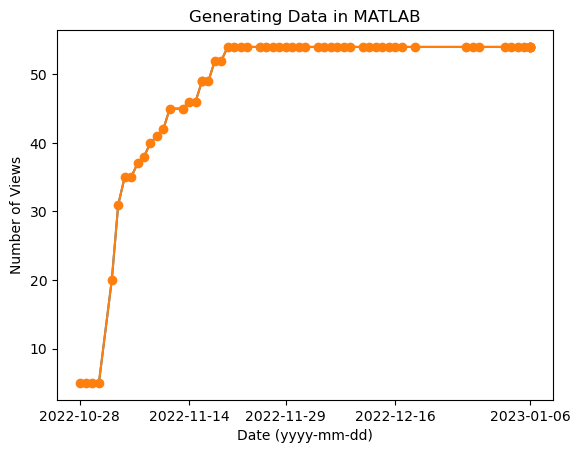 Generating Data in MATLAB
50
40
30
20
10
Number of Views
2022-10-28 2022-11-14 2022-11-29 2022-12-16 2023-01-06
Date (yyyy-mm-dd)